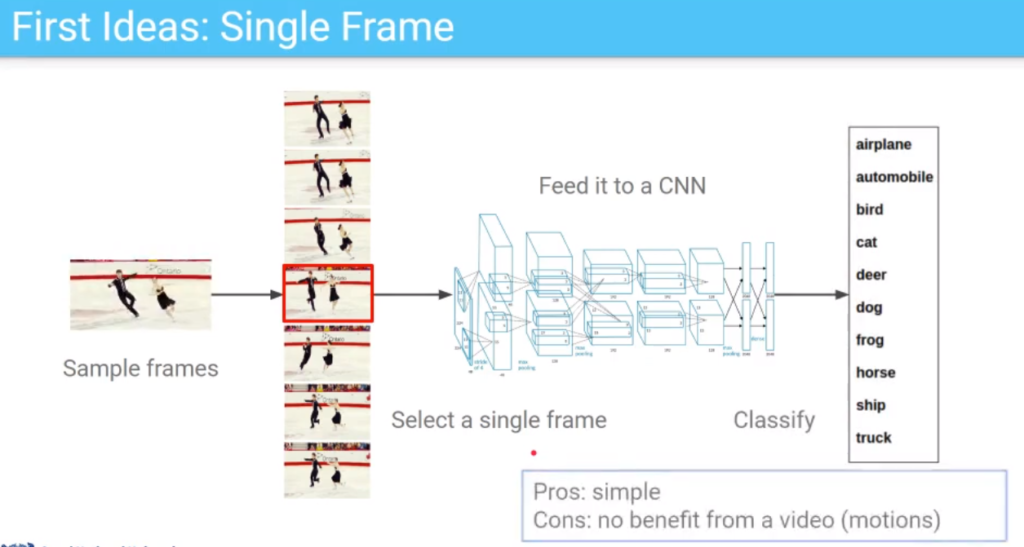 First Ideas: Single Frame
Sample frames
Select a single frame
Feed it to a CNN
Classify
airplane
automobile
bird
cat
deer
dog
frog
horse
ship
truck
Pros: simple
Cons: no benefit from a video (motions)